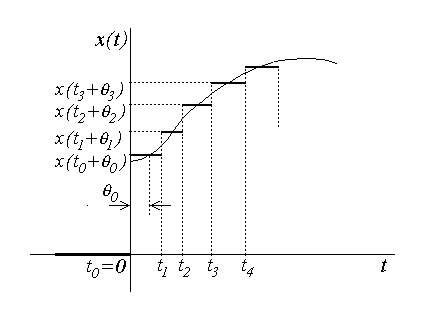 x(t)
x(t₃+θ₃)
x(t₂+θ₂)
x(t₁+θ₁)
x(t₀+θ₀)
θ₀
t₀=0 t₁ t₂ t₃ t₄ t